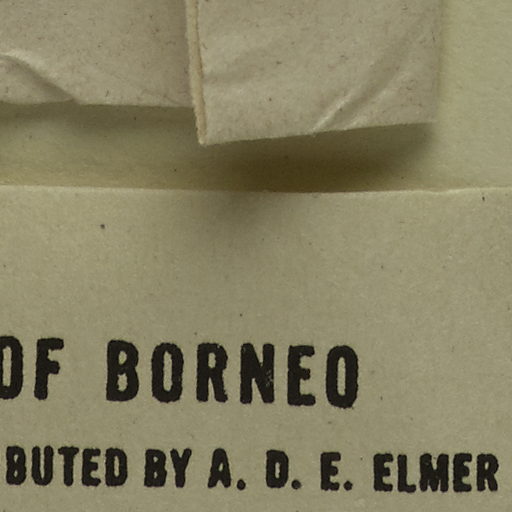 OF BORNEO
BUTED BY A. D. E. ELMER